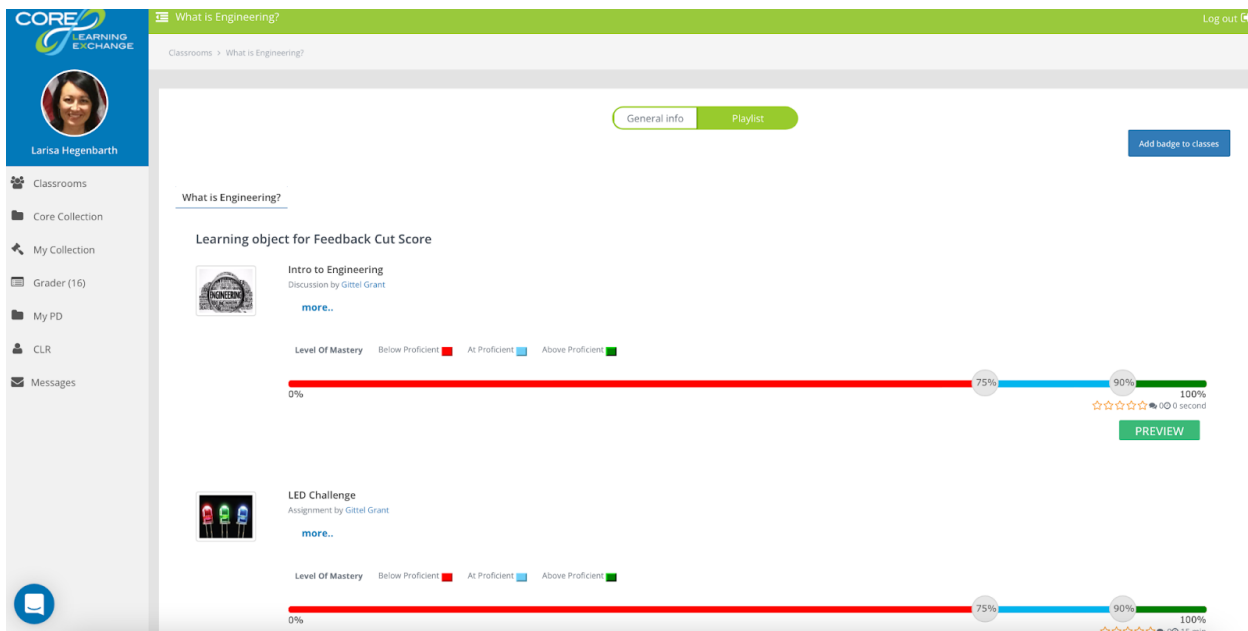 CORE
LEARNING
EXCHANGE
What is Engineering?
Log out
Classrooms > What is Engineering?
Larisa Hegenbarth
Classrooms
Core Collection
My Collection
Grader (16)
My PD
CLR
Messages
General info
Playlist
Add badge to classes
What is Engineering?
Learning object for Feedback Cut Score
ENGINEERING
Intro to Engineering
Discussion by Gittel Grant
more..
Level Of Mastery Below Proficient At Proficient Above Proficient
75% 90%
0% 100%
0 0 second
PREVIEW
LED Challenge
Assignment by Gittel Grant
more..
Level Of Mastery Below Proficient At Proficient Above Proficient
75% 90%
0% 100%